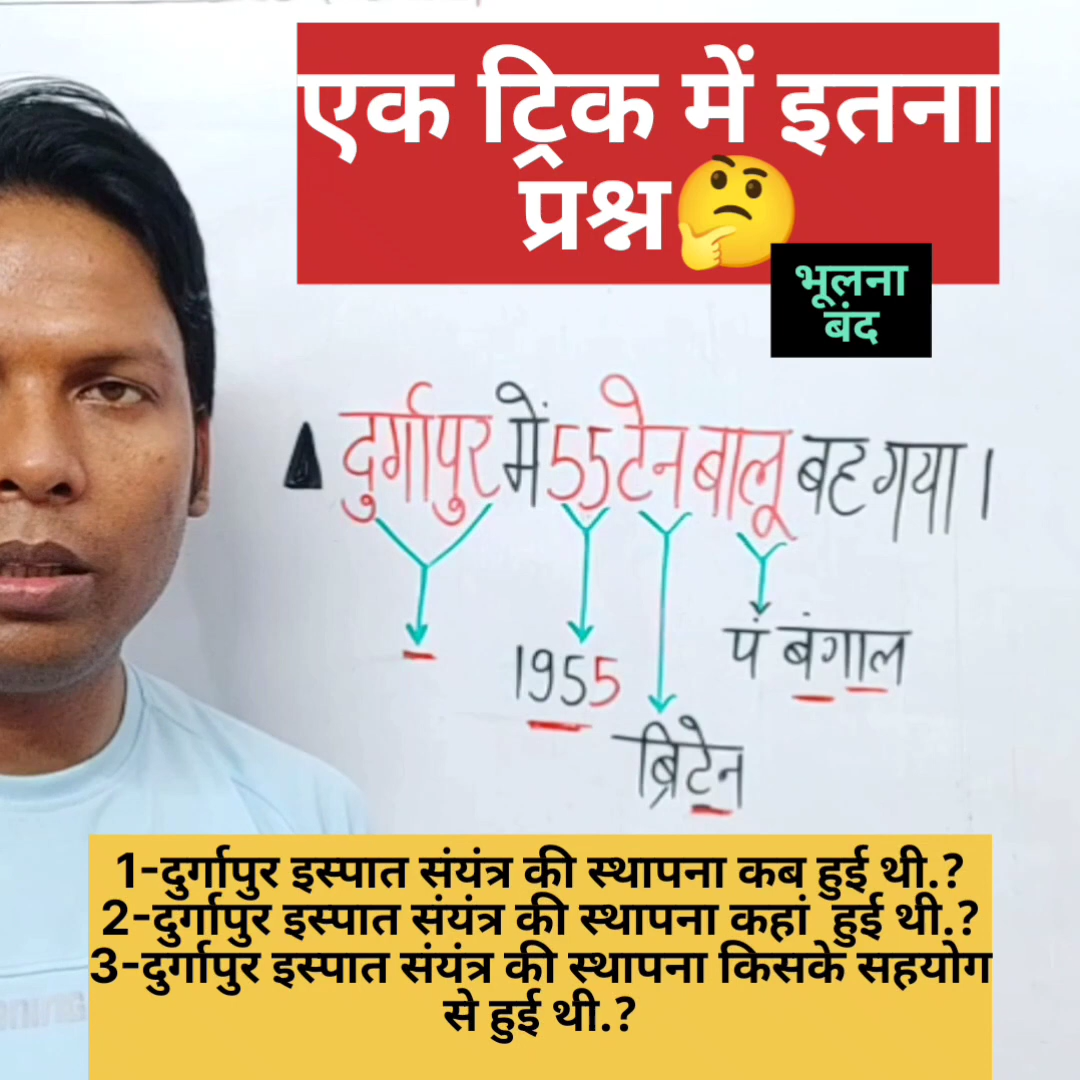 एक ट्रिक में इतना
प्रश्न🤔
भूलना
बंद
▲ दुर्गापुर में 55 टेन बालू बह गया।
1955
पं बंगाल
ब्रिटेन
1-दुर्गापुर इस्पात संयंत्र की स्थापना कब हुई थी.?
2-दुर्गापुर इस्पात संयंत्र की स्थापना कहां हुई थी.?
3-दुर्गापुर इस्पात संयंत्र की स्थापना किसके सहयोग
से हुई थी.?